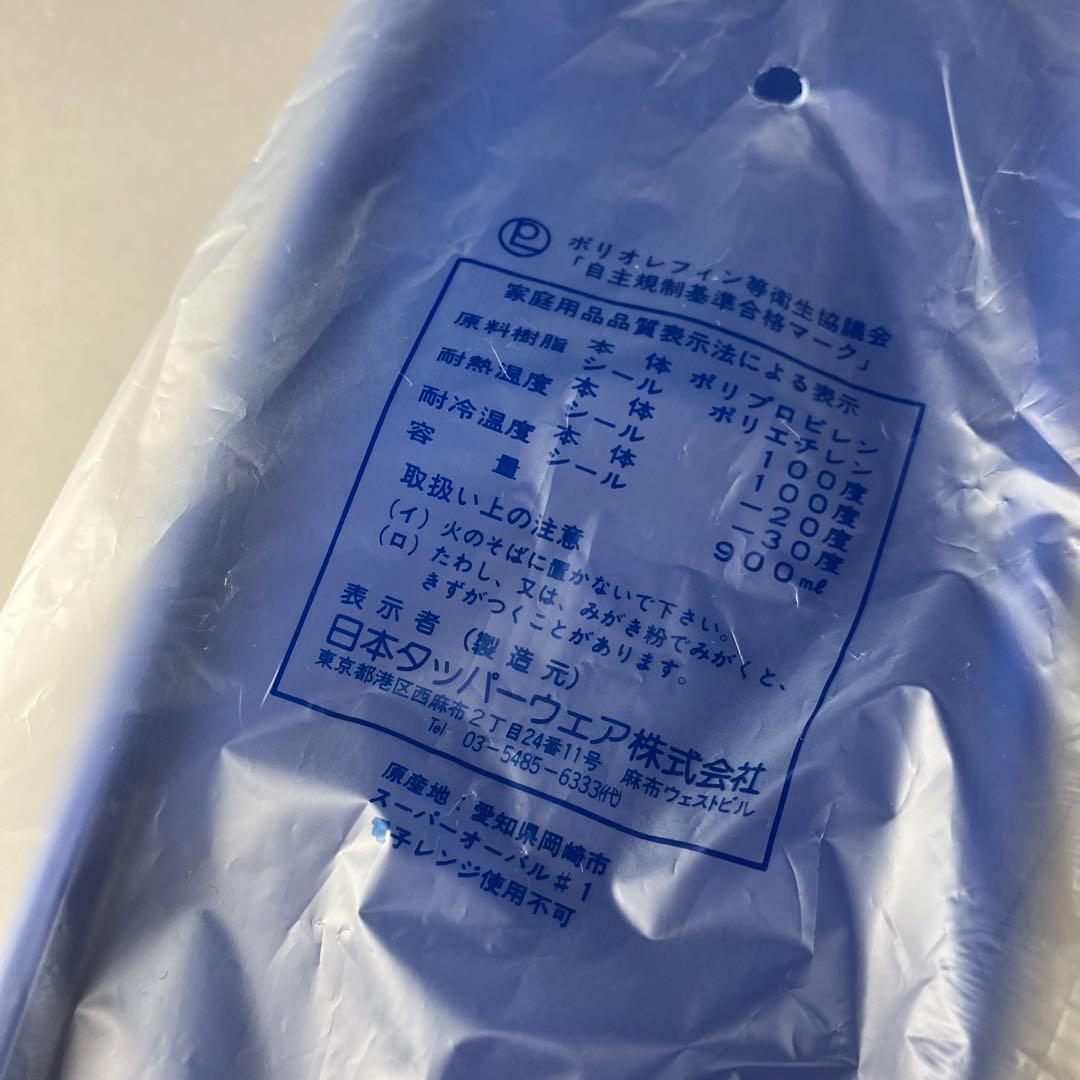 PL ポリオレフィン等衛生協議会
「自主規制基準合格マーク」
家庭用品品質表示法による表示
原料樹脂 本体 ポリプロピレン
シール ポリエチレン
耐熱温度 本体 100度
シール 100度
耐冷温度 本体 −20度
シール −30度
容量 900ml
取扱い上の注意
(イ) 火のそばに置かないで下さい。
(ロ) たわし、又は、みがき粉でみがくと、
きずがつくことがあります。
表示者 (製造元)
日本タッパーウエア株式会社
東京都港区西麻布2丁目24番11号 麻布ウェストビル
Tel 03-5485-6333(代)
原産地:愛知県岡崎市
スーパーオーバル#1
電子レンジ使用不可